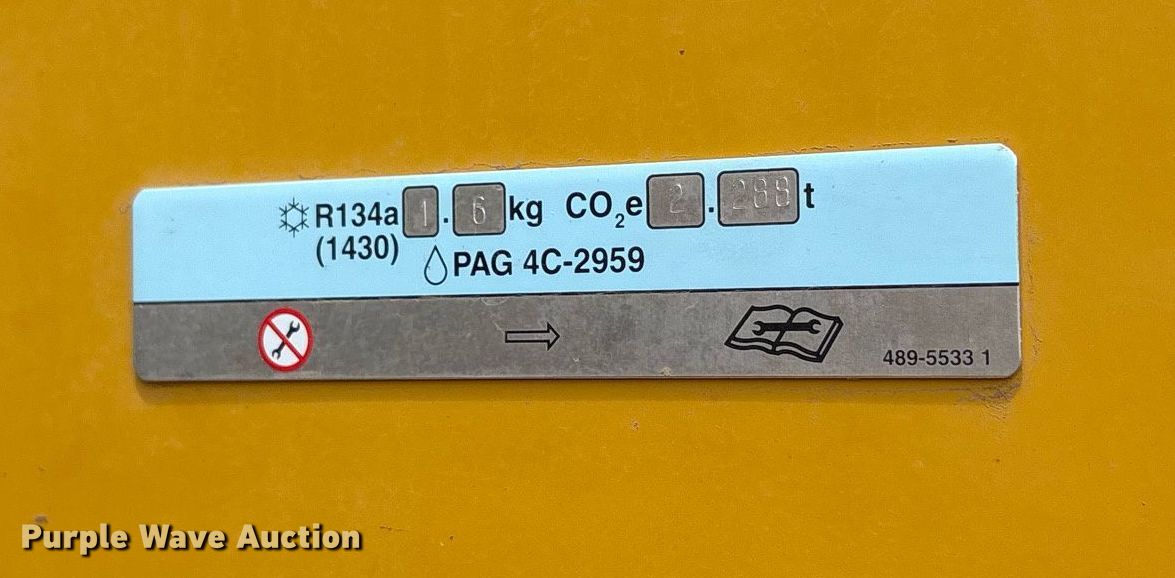 R134a 1.6 kg CO₂e 2.288 t
(1430)
PAG 4C-2959
489-5533 1
Purple Wave Auction